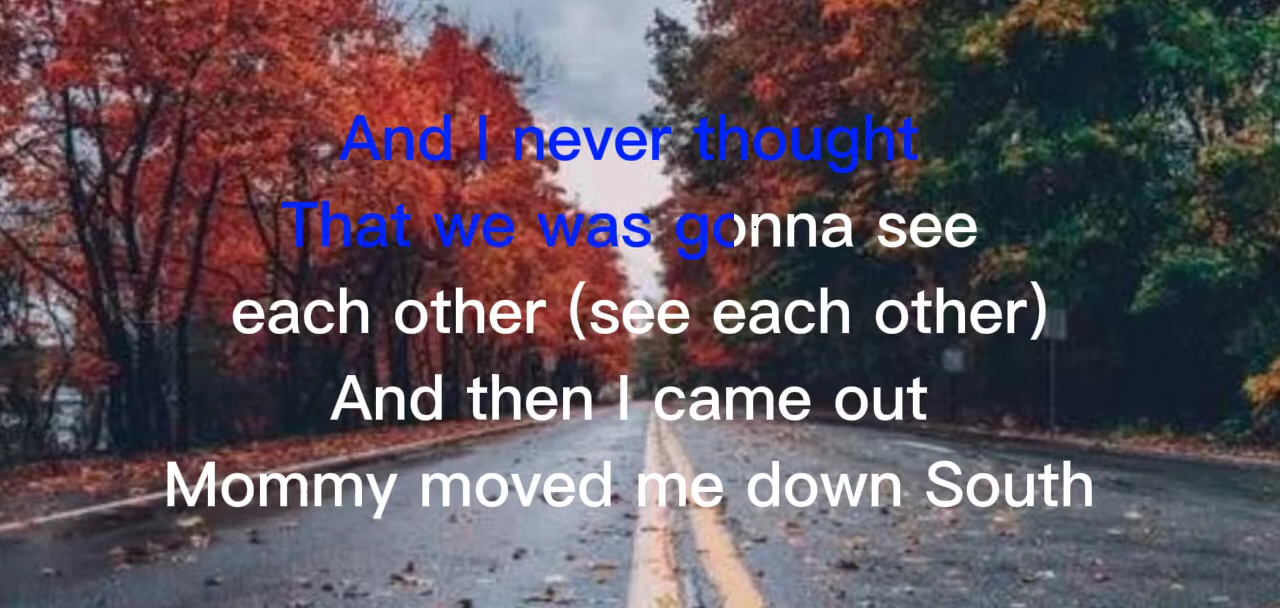 And I never thought
That we was gonna see
each other (see each other)
And then I came out
Mommy moved me down South